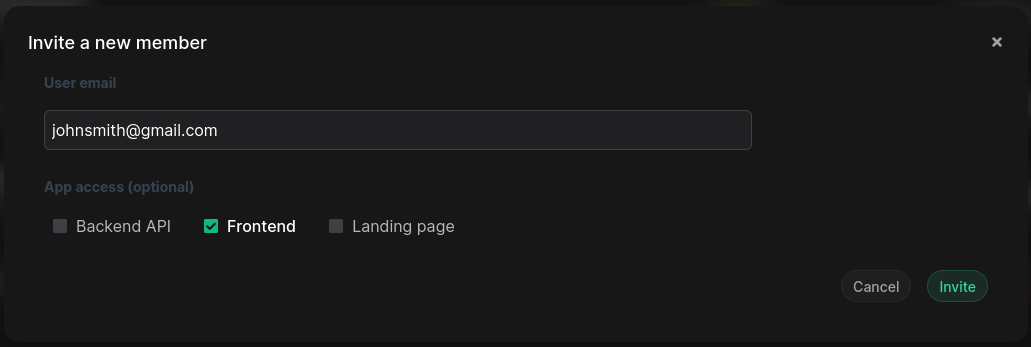 Invite a new member
User email
johnsmith@gmail.com
App access (optional)
Backend API Frontend Landing page
Cancel Invite